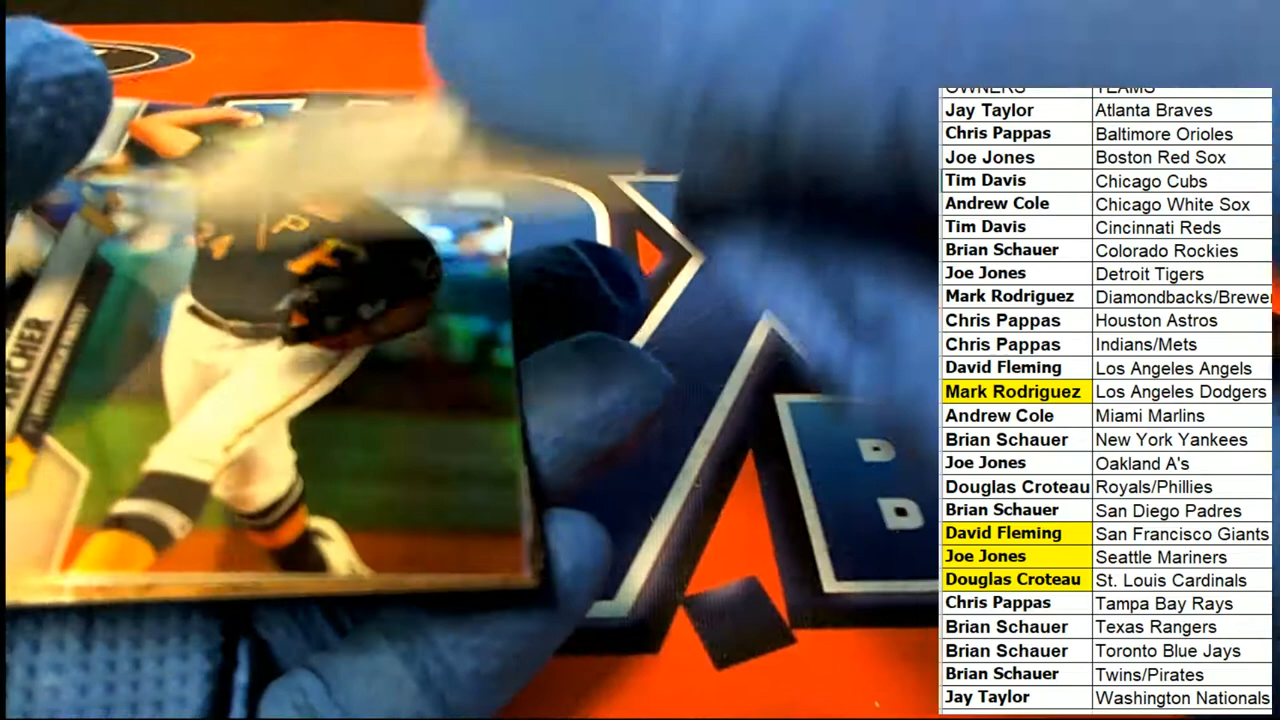 OWNERS TEAMS
Jay Taylor Atlanta Braves
Chris Pappas Baltimore Orioles
Joe Jones Boston Red Sox
Tim Davis Chicago Cubs
Andrew Cole Chicago White Sox
Tim Davis Cincinnati Reds
Brian Schauer Colorado Rockies
Joe Jones Detroit Tigers
Mark Rodriguez Diamondbacks/Brewe
Chris Pappas Houston Astros
Chris Pappas Indians/Mets
David Fleming Los Angeles Angels
Mark Rodriguez Los Angeles Dodgers
Andrew Cole Miami Marlins
Brian Schauer New York Yankees
Joe Jones Oakland A's
Douglas Croteau Royals/Phillies
Brian Schauer San Diego Padres
David Fleming San Francisco Giants
Joe Jones Seattle Mariners
Douglas Croteau St. Louis Cardinals
Chris Pappas Tampa Bay Rays
Brian Schauer Texas Rangers
Brian Schauer Toronto Blue Jays
Brian Schauer Twins/Pirates
Jay Taylor Washington Nationals
ARCHER